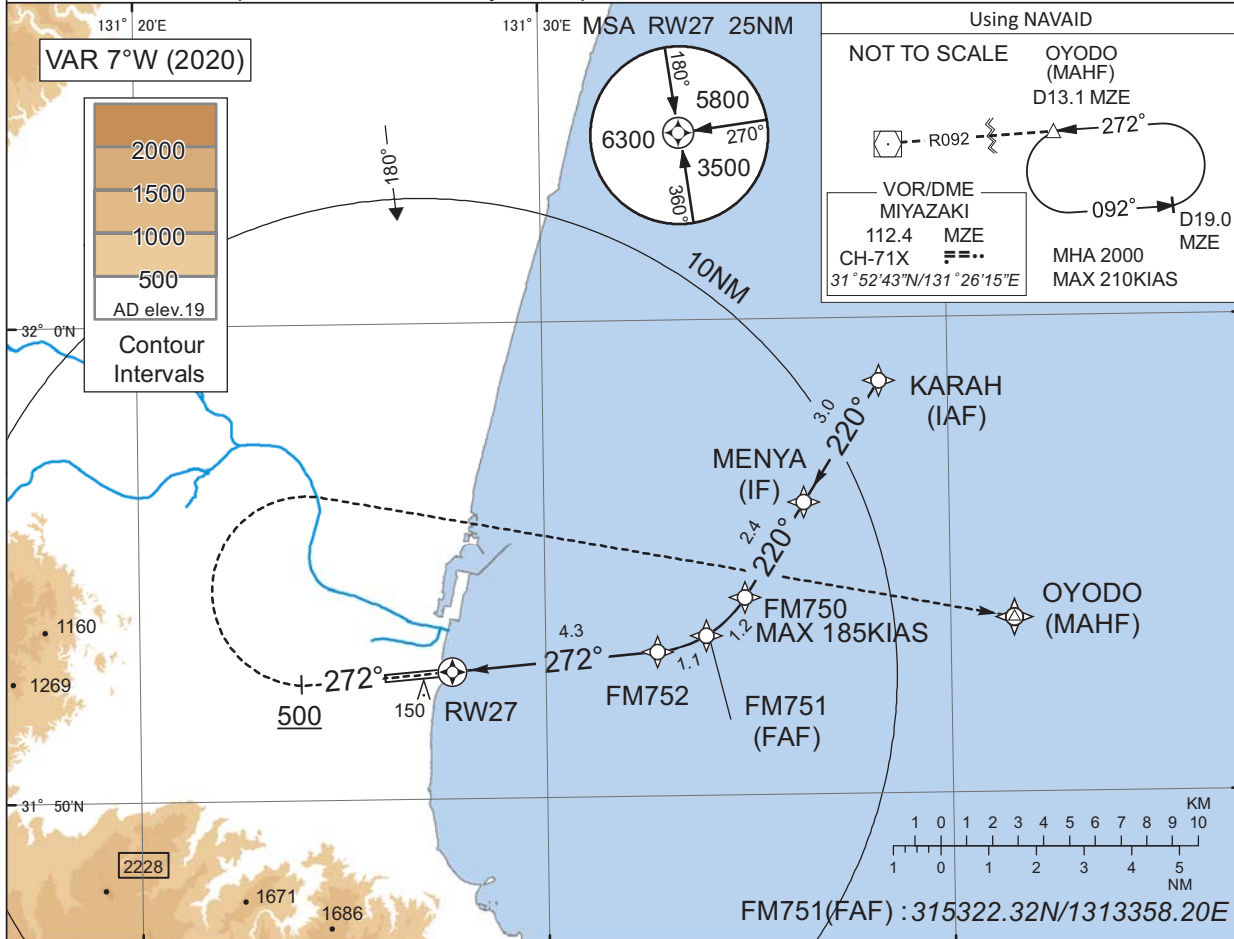 131° 20'E
131° 30'E
MSA RW27 25NM
VAR 7°W (2020)
2000
1500
1000
500
AD elev.19
Contour
Intervals
180°
180°
5800
6300
270°
3500
360°
Using NAVAID
NOT TO SCALE
OYODO
(MAHF)
D13.1 MZE
R092
272°
092°
D19.0
MZE
VOR/DME
MIYAZAKI
112.4 MZE
CH-71X
31°52'43"N/131°26'15"E
MHA 2000
MAX 210KIAS
10NM
32° 0'N
KARAH
(IAF)
3.0
220°
MENYA
(IF)
2.4
220°
FM750
MAX 185KIAS
OYODO
(MAHF)
1.2
1.1
4.3
272°
FM752
FM751
(FAF)
272°
RW27
150
500
1160
1269
31° 50'N
2228
1671
1686
KM
1 0 1 2 3 4 5 6 7 8 9 10
1 0 1 2 3 4 5
NM
FM751(FAF) : 315322.32N/1313358.20E